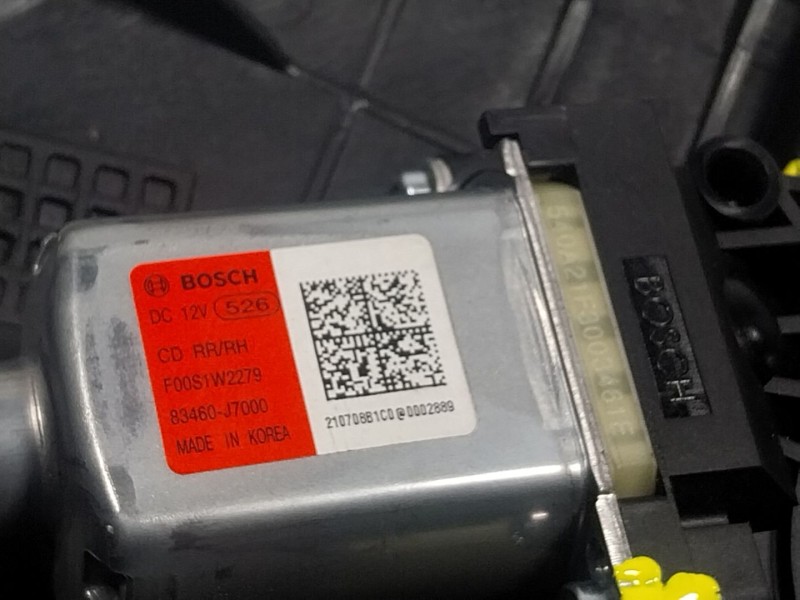 BOSCH
DC 12V 526
CD RR/RH
F00S1W2279
83460-J7000
MADE IN KOREA
210708B1C0@0002889
BOSCH